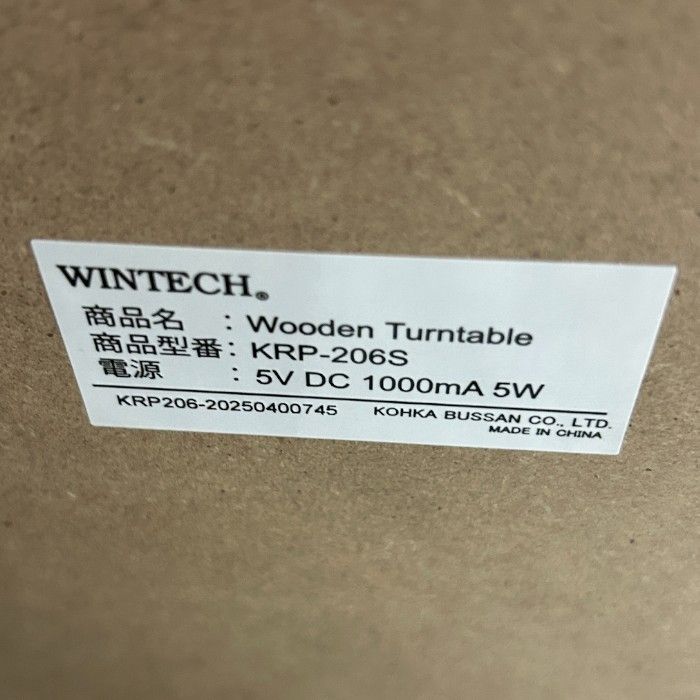 WINTECH®
商品名 : Wooden Turntable
商品型番 : KRP-206S
電源 : 5V DC 1000mA 5W
KRP206-20250400745 KOHKA BUSSAN CO., LTD.
MADE IN CHINA